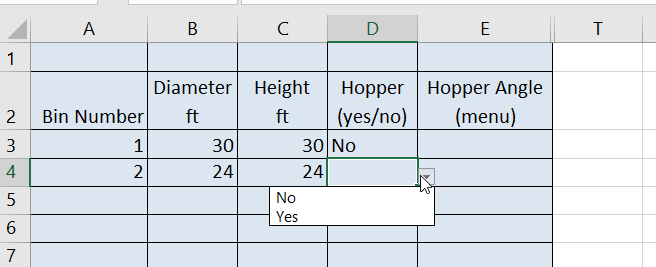 A B C D E T
1
2 Bin Number Diameter ft Height ft Hopper (yes/no) Hopper Angle (menu)
3 1 30 30 No
4 2 24 24
5 No
Yes
6
7